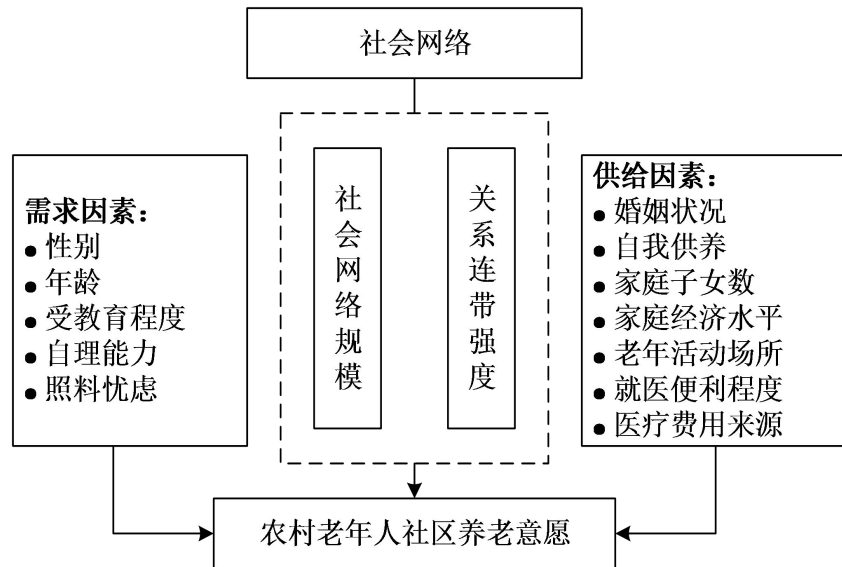 社会网络
需求因素：
● 性别
● 年龄
● 受教育程度
● 自理能力
● 照料忧虑
社会网络规模
关系连带强度
供给因素：
● 婚姻状况
● 自我供养
● 家庭子女数
● 家庭经济水平
● 老年活动场所
● 就医便利程度
● 医疗费用来源
农村老年人社区养老意愿